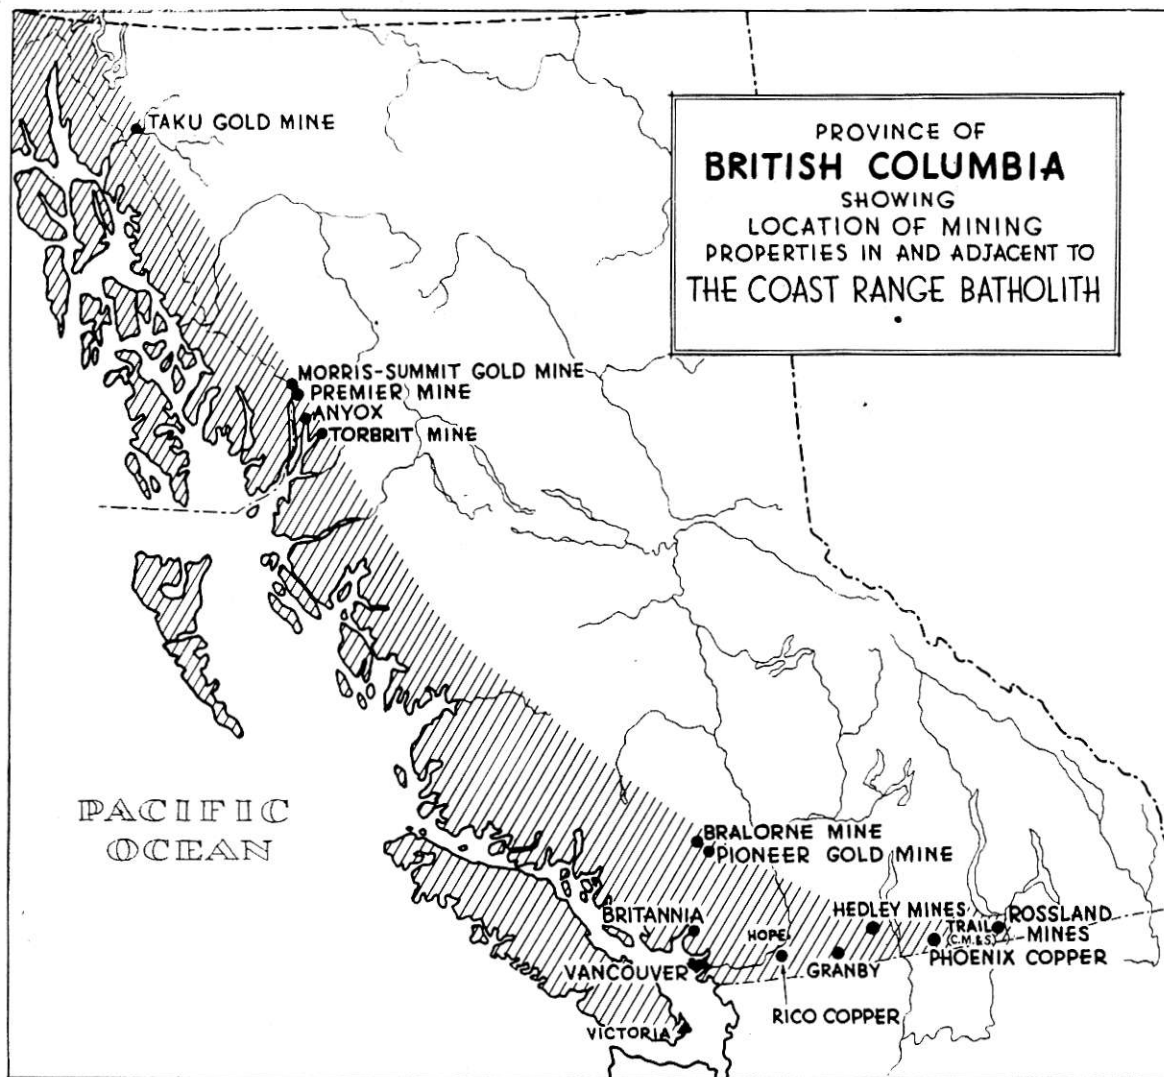 PROVINCE OF
BRITISH COLUMBIA
SHOWING
LOCATION OF MINING
PROPERTIES IN AND ADJACENT TO
THE COAST RANGE BATHOLITH
TAKU GOLD MINE
MORRIS-SUMMIT GOLD MINE
PREMIER MINE
ANYOX
TORBRIT MINE
PACIFIC
OCEAN
BRALORNE MINE
PIONEER GOLD MINE
BRITANNIA
HEDLEY MINES
TRAIL
(C.M.&S.)
ROSSLAND
MINES
HOPE
PHOENIX COPPER
VANCOUVER
GRANBY
RICO COPPER
VICTORIA